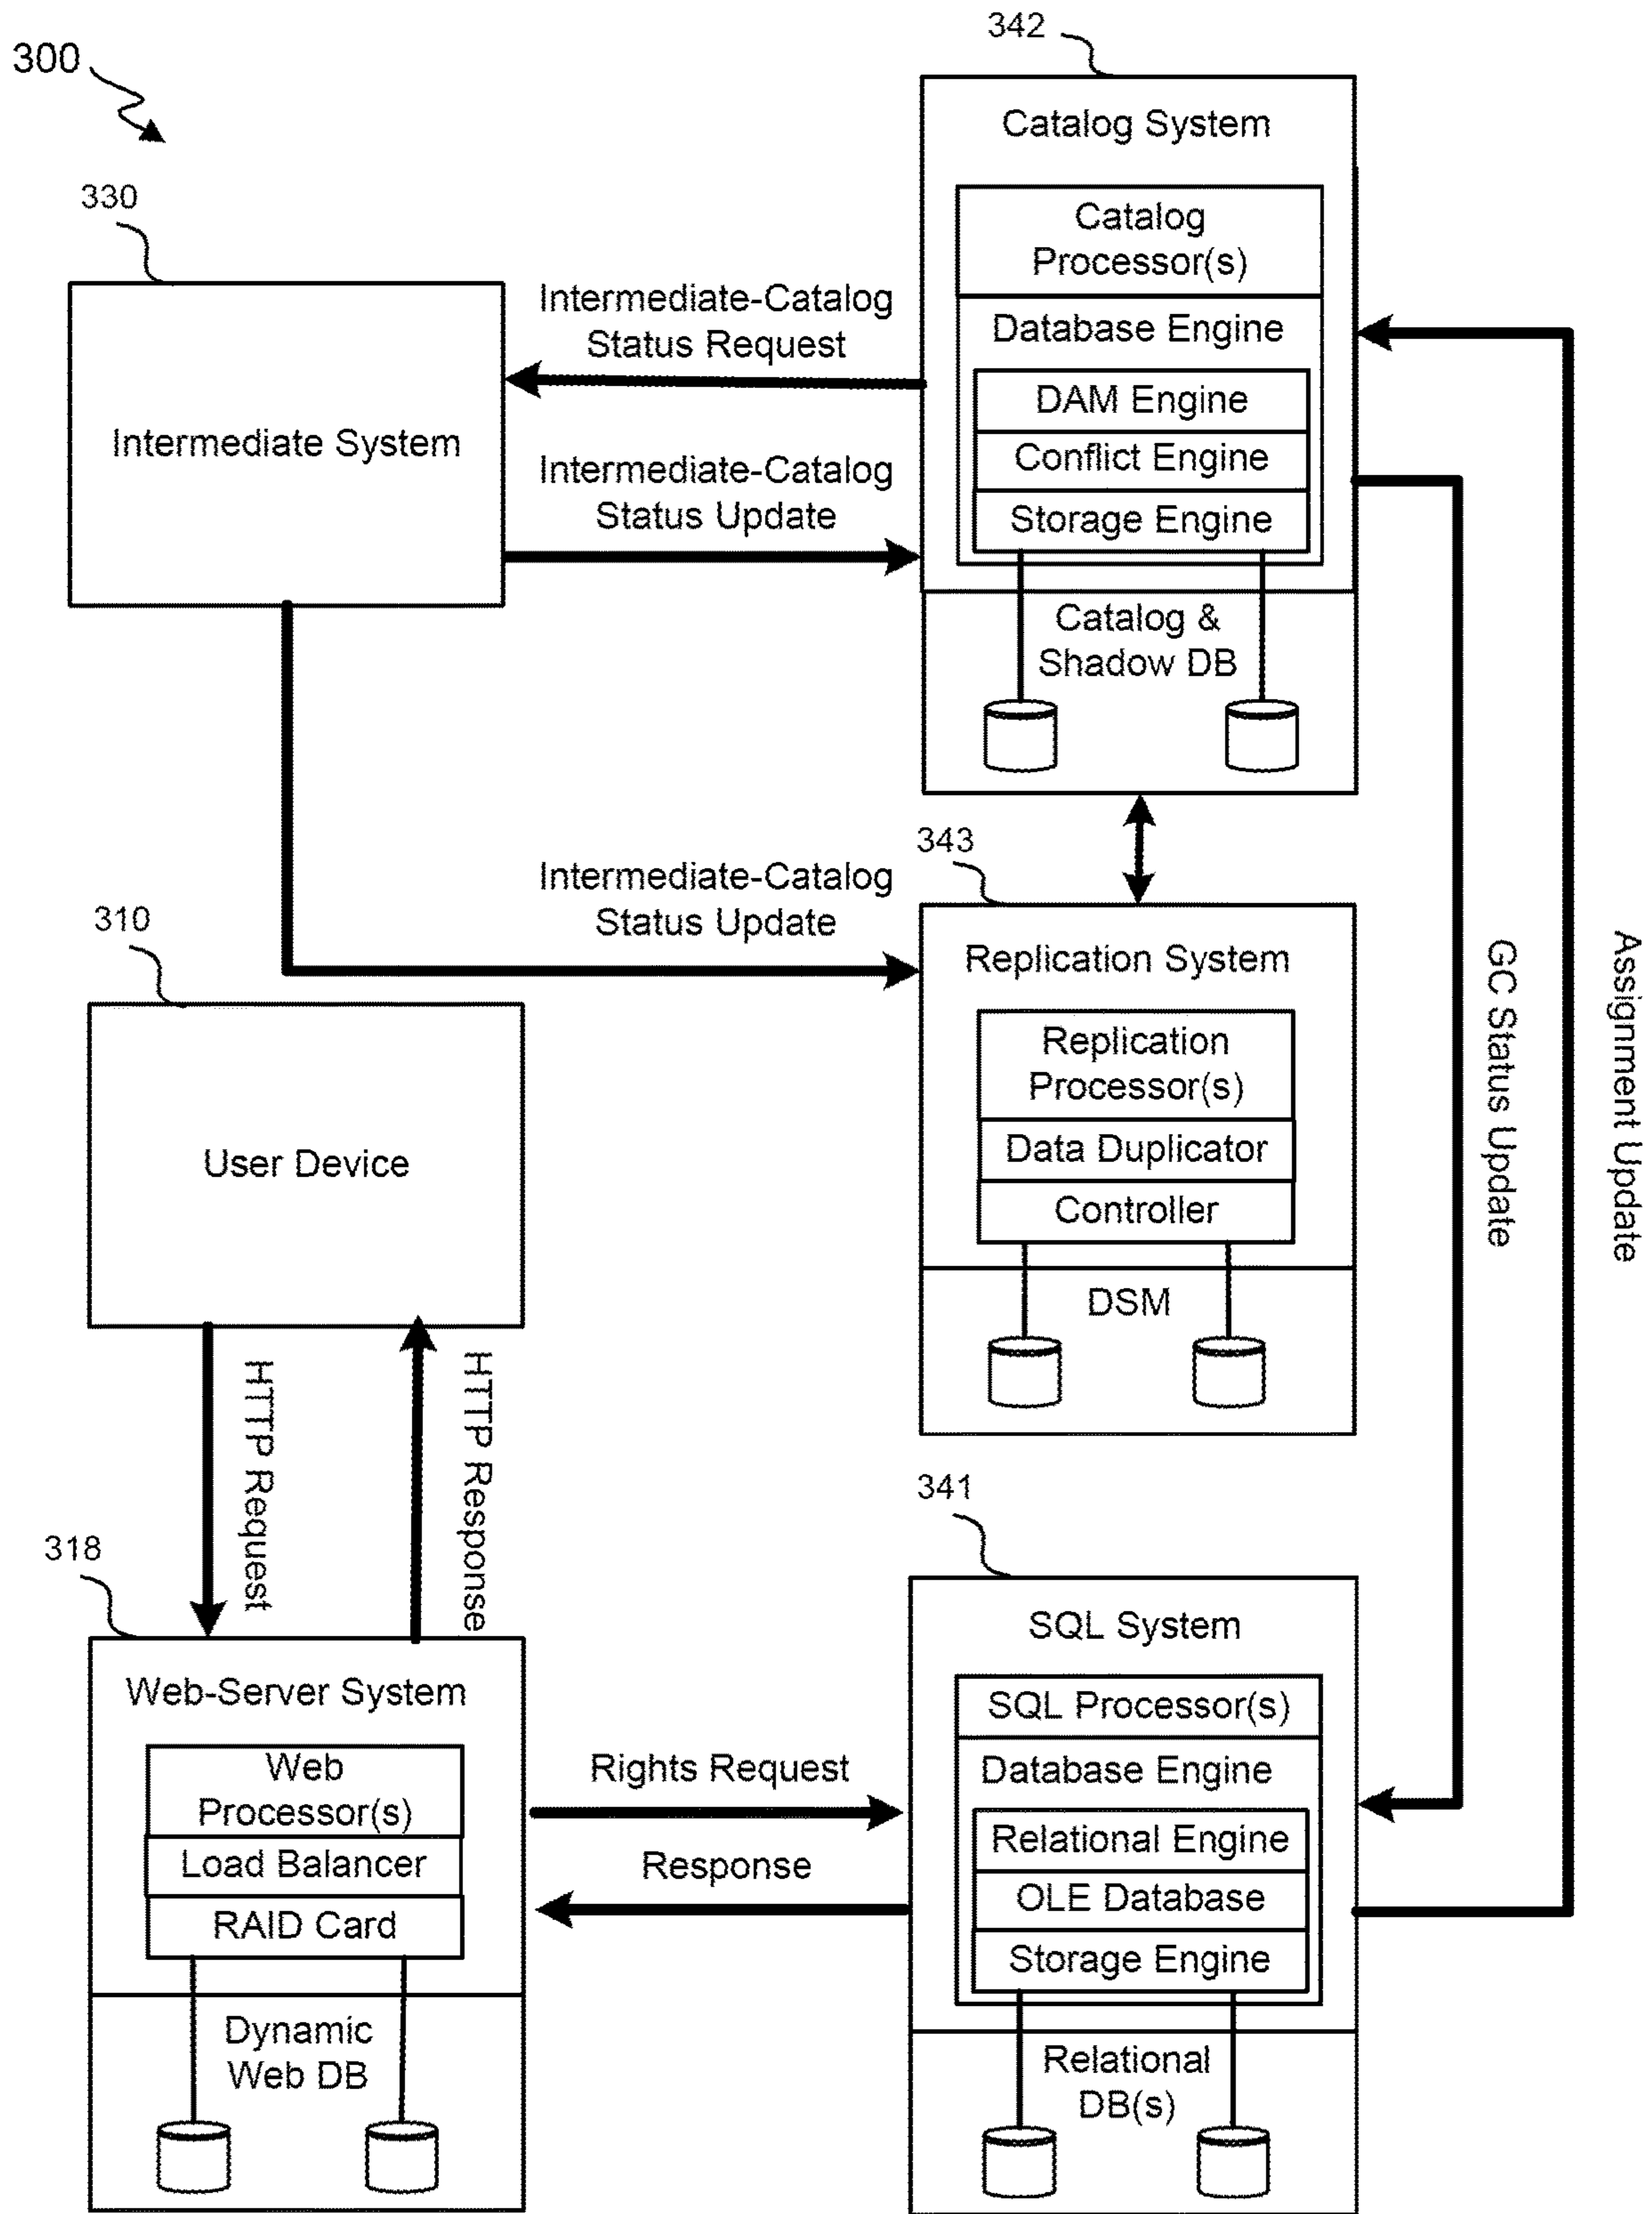 300
342
Catalog System
Catalog
Processor(s)
Database Engine
DAM Engine
Conflict Engine
Storage Engine
Catalog &
Shadow DB
330
Intermediate System
Intermediate-Catalog
Status Request
Intermediate-Catalog
Status Update
Intermediate-Catalog
Status Update
343
Replication System
Replication
Processor(s)
Data Duplicator
Controller
DSM
GC Status Update
Assignment Update
310
User Device
HTTP Request
HTTP Response
318
Web-Server System
Web
Processor(s)
Load Balancer
RAID Card
Dynamic
Web DB
Rights Request
Response
341
SQL System
SQL Processor(s)
Database Engine
Relational Engine
OLE Database
Storage Engine
Relational
DB(s)